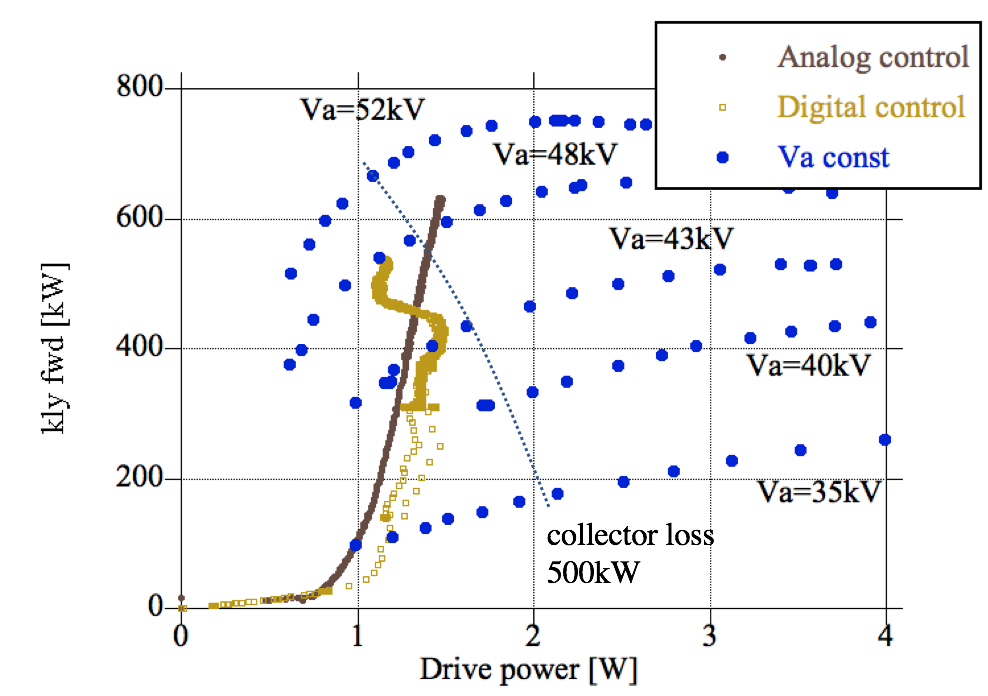 Analog control
Digital control
Va const
800
Va=52kV
Va=48kV
600
Va=43kV
kly fwd [kW]
400
Va=40kV
200
Va=35kV
collector loss
500kW
0
0 1 2 3 4
Drive power [W]